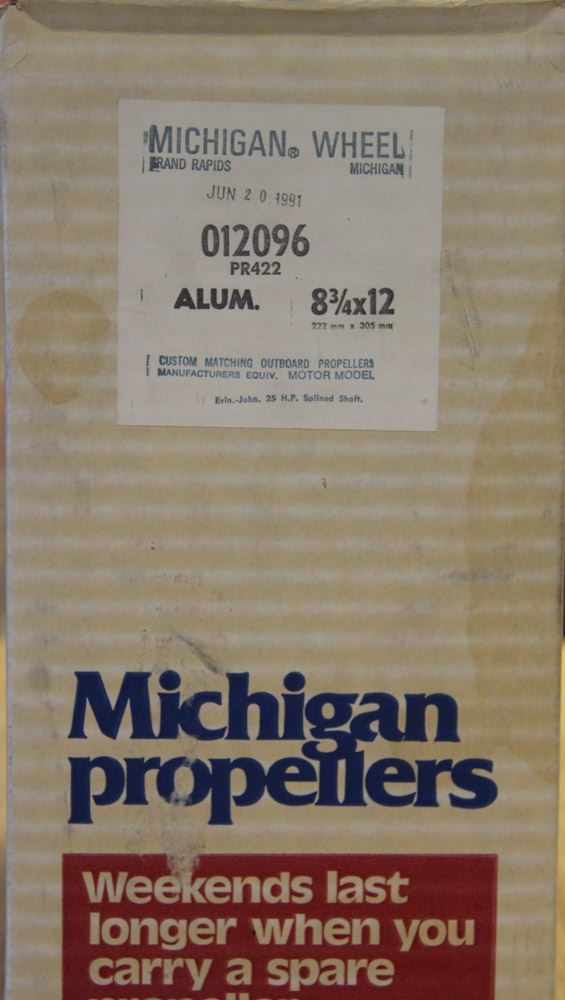 MICHIGAN® WHEEL
GRAND RAPIDS MICHIGAN
JUN 20 1991
012096
PR422
ALUM. 8¾x12
222 mm x 305 mm
CUSTOM MATCHING OUTBOARD PROPELLERS
MANUFACTURERS EQUIV. MOTOR MODEL
Evin.-John. 25 H.P. Splined Shaft.
Michigan
propellers
Weekends last
longer when you
carry a spare
propeller